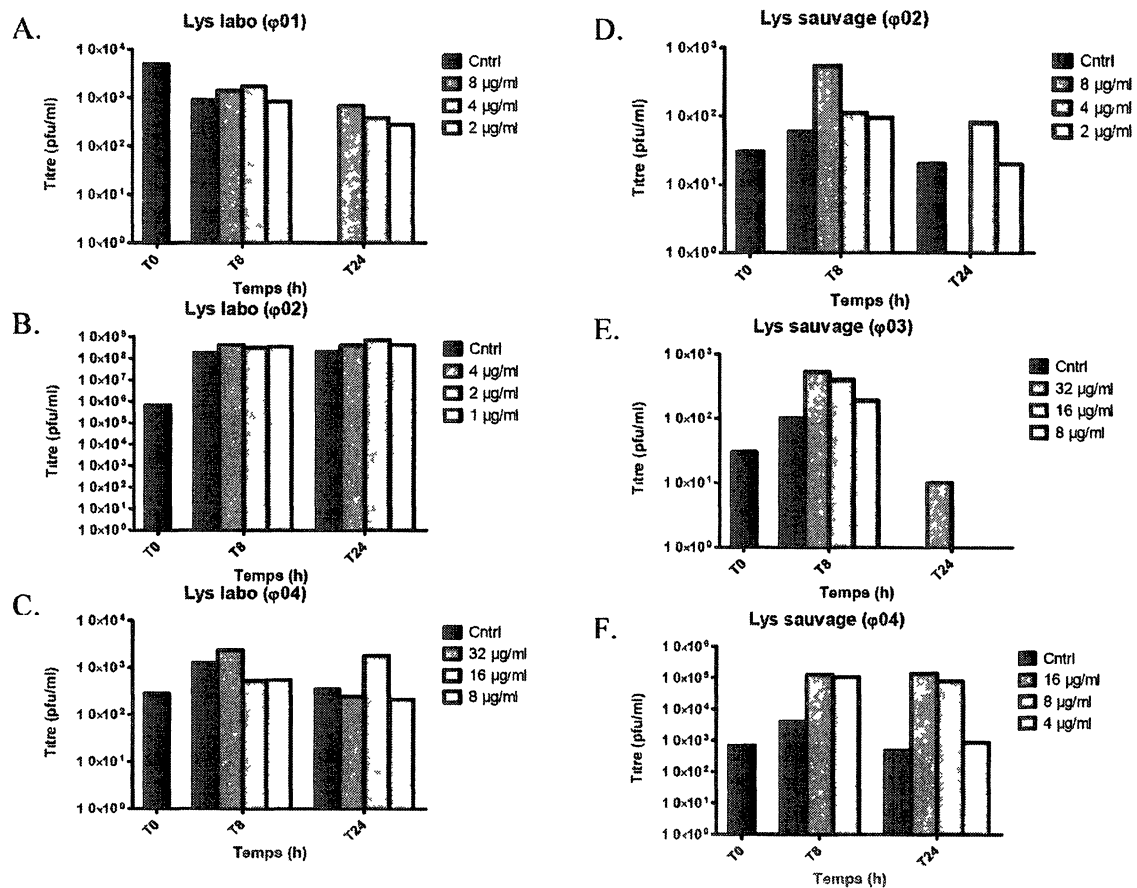 A.
Lys labo (φ01)
Titre (pfu/ml)
1 0×10⁴
1 0×10³
1 0×10²
1 0×10¹
1 0×10⁰
T0
T8
T24
Temps (h)
Cntrl
8 µg/ml
4 µg/ml
2 µg/ml
B.
Lys labo (φ02)
Titre (pfu/ml)
1 0×10⁹
1 0×10⁸
1 0×10⁷
1 0×10⁶
1 0×10⁵
1 0×10⁴
1 0×10³
1 0×10²
1 0×10¹
1 0×10⁰
T0
T8
T24
Temps (h)
Cntrl
4 µg/ml
2 µg/ml
1 µg/ml
C.
Lys labo (φ04)
Titre (pfu/ml)
1 0×10⁴
1 0×10³
1 0×10²
1 0×10¹
1 0×10⁰
T0
T8
T24
Temps (h)
Cntrl
32 µg/ml
16 µg/ml
8 µg/ml
D.
Lys sauvage (φ02)
Titre (pfu/ml)
1 0×10³
1 0×10²
1 0×10¹
1 0×10⁰
T0
T8
T24
Temps (h)
Cntrl
8 µg/ml
4 µg/ml
2 µg/ml
E.
Lys sauvage (φ03)
Titre (pfu/ml)
1 0×10³
1 0×10²
1 0×10¹
1 0×10⁰
T0
T8
T24
Temps (h)
Cntrl
32 µg/ml
16 µg/ml
8 µg/ml
F.
Lys sauvage (φ04)
Titre (pfu/ml)
1 0×10⁶
1 0×10⁵
1 0×10⁴
1 0×10³
1 0×10²
1 0×10¹
1 0×10⁰
T0
T8
T24
Temps (h)
Cntrl
16 µg/ml
8 µg/ml
4 µg/ml